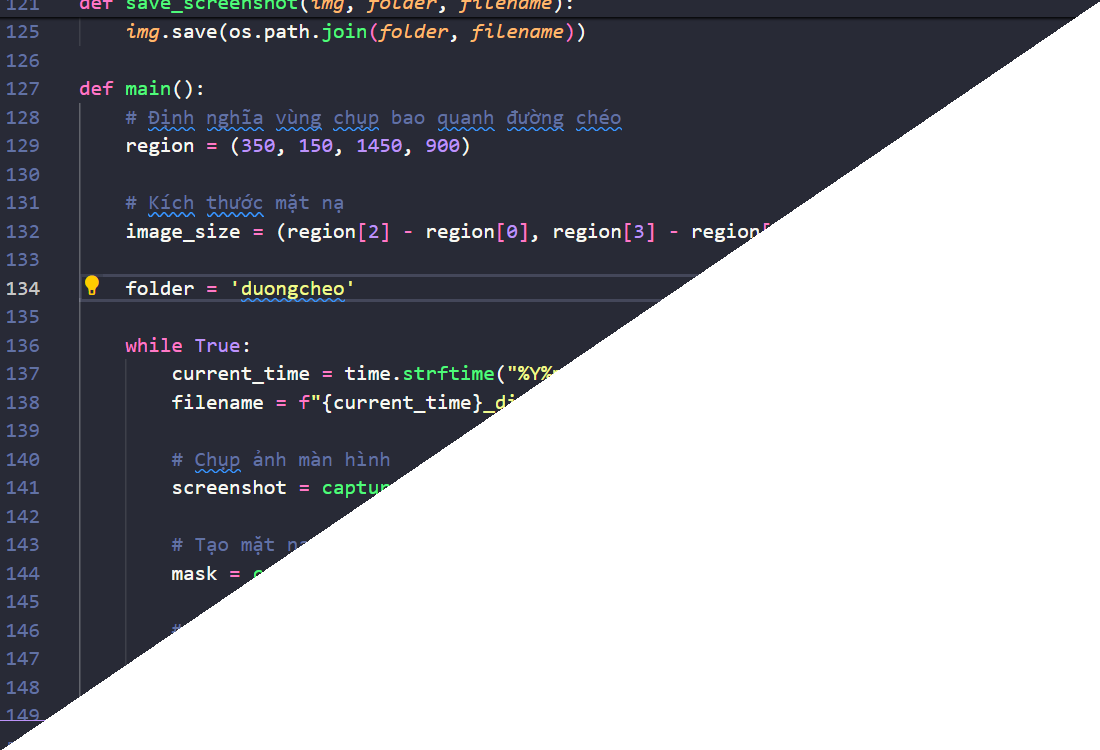 121 def save_screenshot(img, folder, filename):
125 img.save(os.path.join(folder, filename))
126
127 def main():
128 # Định nghĩa vùng chụp bao quanh đường chéo
129 region = (350, 150, 1450, 900)
130
131 # Kích thước mặt nạ
132 image_size = (region[2] - region[0], region[3] - region[
133
134 folder = 'duongcheo'
135
136 while True:
137 current_time = time.strftime("%Y%
138 filename = f"{current_time}_di
139
140 # Chụp ảnh màn hình
141 screenshot = captur
142
143 # Tạo mặt nạ
144 mask = c
145
146 #
147
148
149